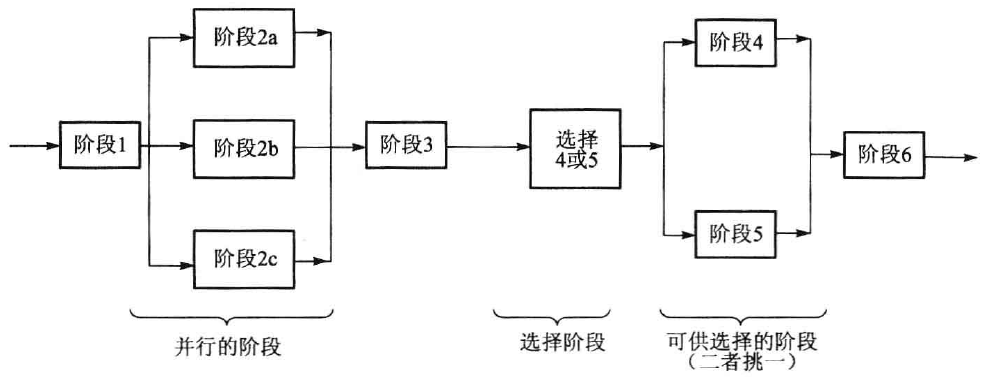 阶段1
阶段2a
阶段2b
阶段2c
阶段3
选择
4或5
阶段4
阶段5
阶段6
并行的阶段
选择阶段
可供选择的阶段
（二者挑一）